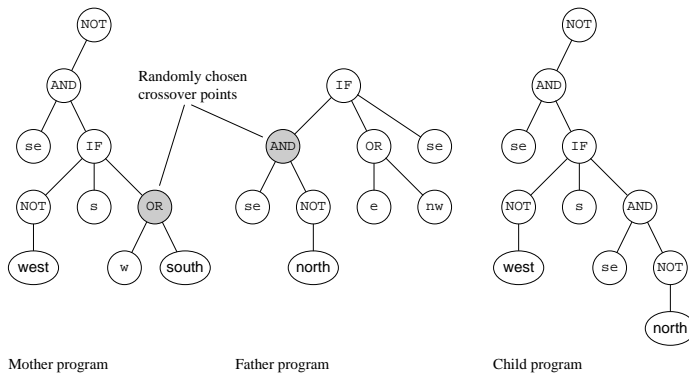 NOT
NOT
AND
Randomly chosen
crossover points
IF
AND
se
IF
AND
OR
se
se
IF
NOT
s
OR
se
NOT
e
nw
NOT
s
AND
west
w
south
north
west
se
NOT
north
Mother program
Father program
Child program